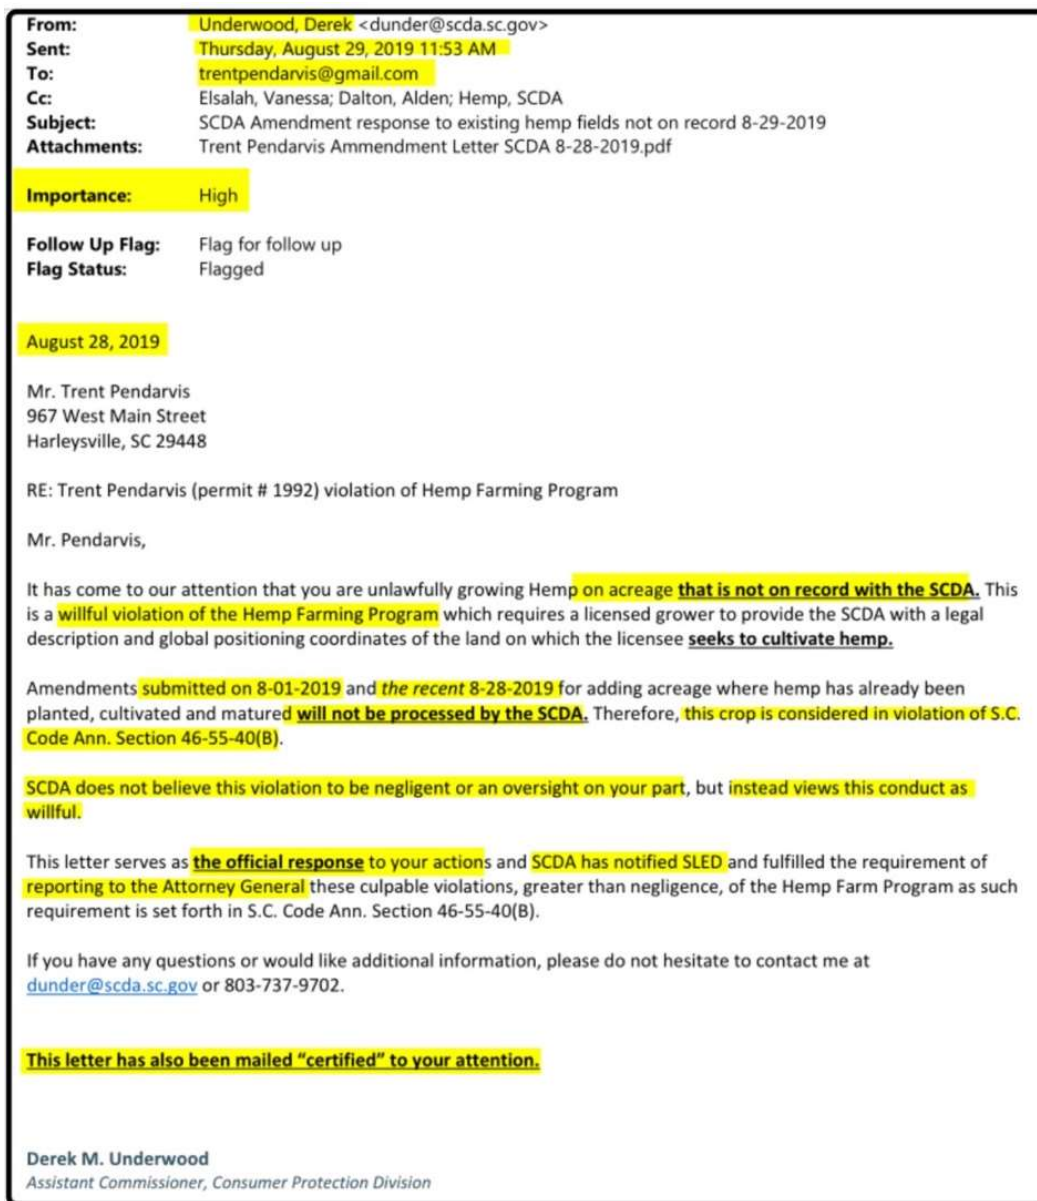 From: Underwood, Derek <dunder@scda.sc.gov>
Sent: Thursday, August 29, 2019 11:53 AM
To: trentpendarvis@gmail.com
Cc: Elsalah, Vanessa; Dalton, Alden; Hemp, SCDA
Subject: SCDA Amendment response to existing hemp fields not on record 8-29-2019
Attachments: Trent Pendarvis Ammendment Letter SCDA 8-28-2019.pdf
Importance: High
Follow Up Flag: Flag for follow up
Flag Status: Flagged
August 28, 2019
Mr. Trent Pendarvis
967 West Main Street
Harleysville, SC 29448
RE: Trent Pendarvis (permit # 1992) violation of Hemp Farming Program
Mr. Pendarvis,
It has come to our attention that you are unlawfully growing Hemp on acreage that is not on record with the SCDA. This
is a willful violation of the Hemp Farming Program which requires a licensed grower to provide the SCDA with a legal
description and global positioning coordinates of the land on which the licensee seeks to cultivate hemp.
Amendments submitted on 8-01-2019 and the recent 8-28-2019 for adding acreage where hemp has already been
planted, cultivated and matured will not be processed by the SCDA. Therefore, this crop is considered in violation of S.C.
Code Ann. Section 46-55-40(B).
SCDA does not believe this violation to be negligent or an oversight on your part, but instead views this conduct as
willful.
This letter serves as the official response to your actions and SCDA has notified SLED and fulfilled the requirement of
reporting to the Attorney General these culpable violations, greater than negligence, of the Hemp Farm Program as such
requirement is set forth in S.C. Code Ann. Section 46-55-40(B).
If you have any questions or would like additional information, please do not hesitate to contact me at
dunder@scda.sc.gov or 803-737-9702.
This letter has also been mailed “certified” to your attention.
Derek M. Underwood
Assistant Commissioner, Consumer Protection Division